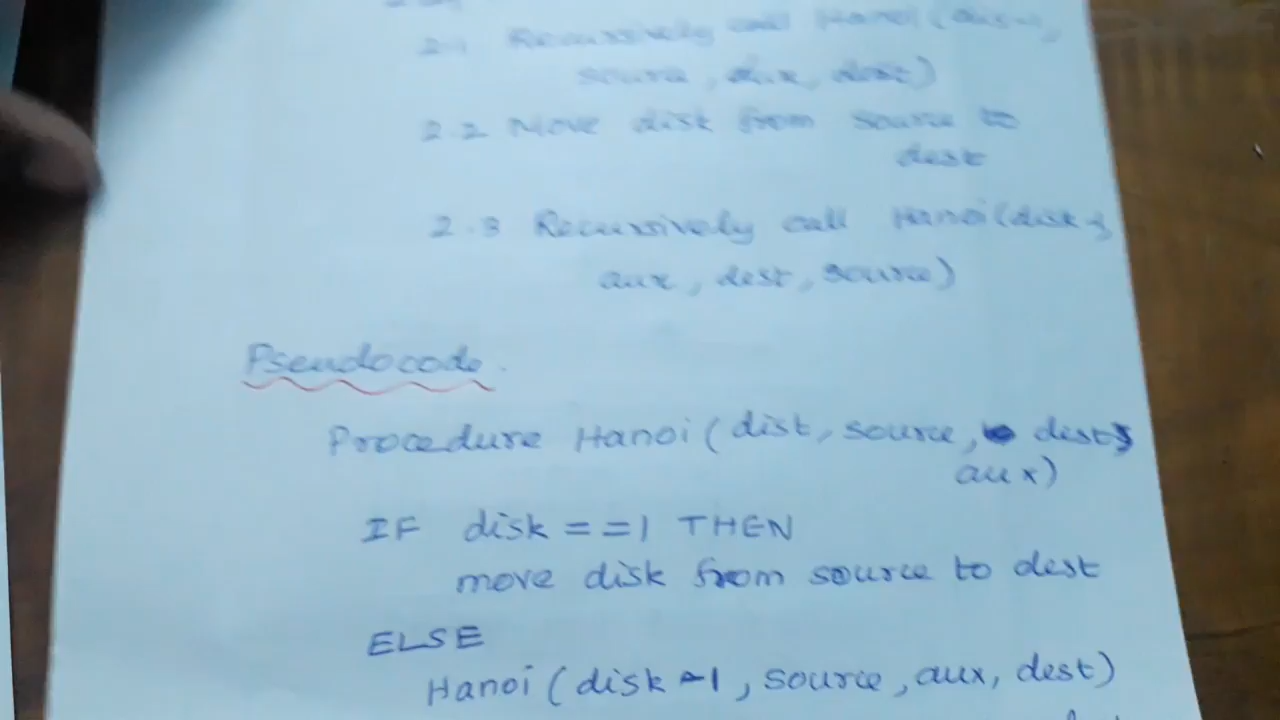 2.1 Recursively call Hanoi(disk-1,
source, aux, dest)
2.2 Move disk from source to
dest
2.3 Recursively call Hanoi(disk-1
aux, dest, source)
Pseudocode.
Procedure Hanoi(dist, source, dest,
aux)
IF disk ==1 THEN
move disk from source to dest
ELSE
Hanoi(disk-1, source, aux, dest)